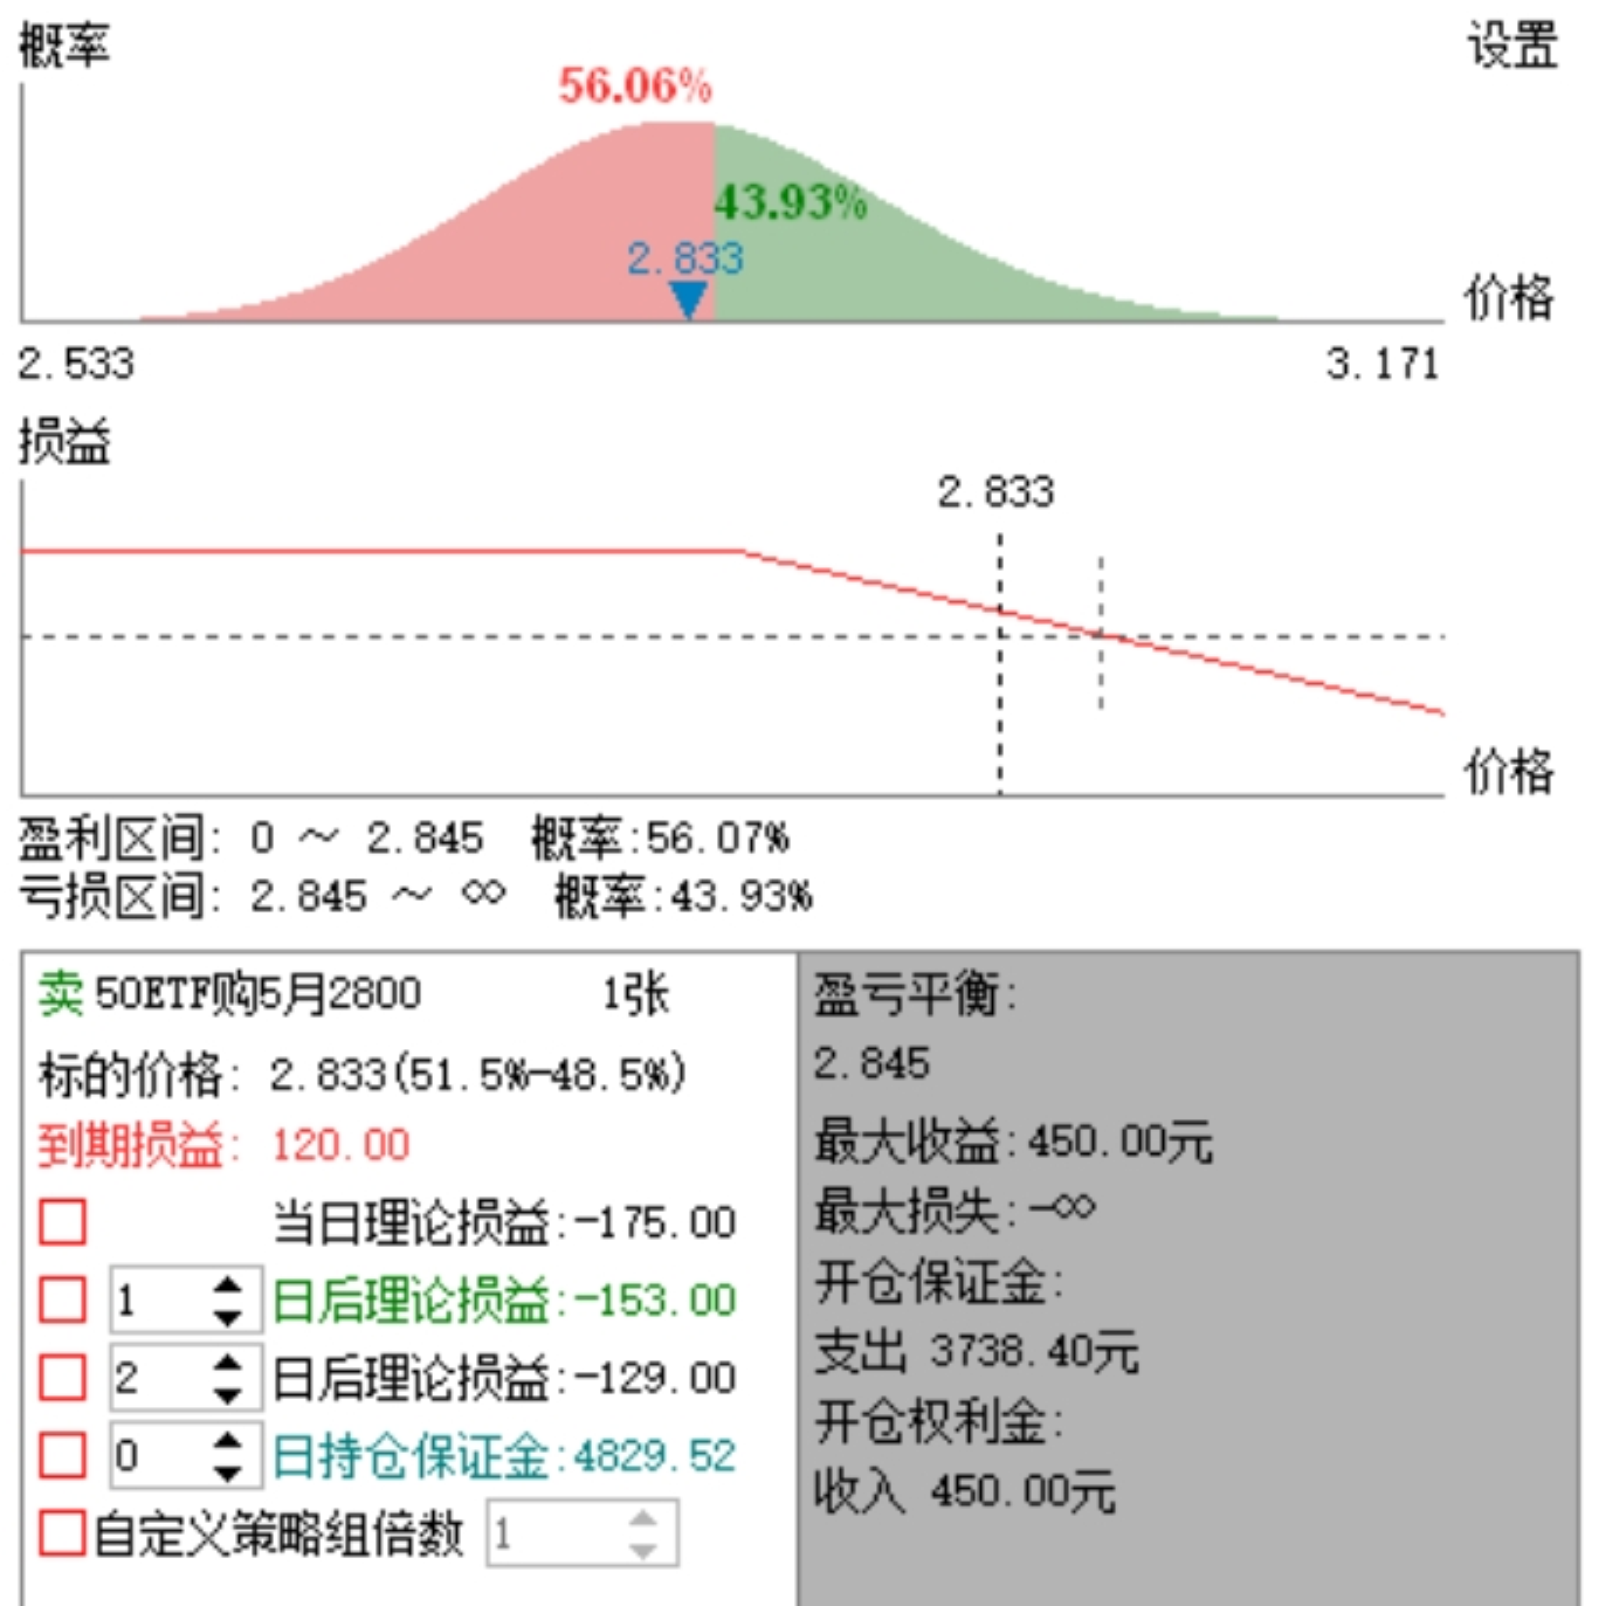 概率 设置
56.06%
43.93%
2.833
价格
2.533 3.171
损益
2.833
价格
盈利区间: 0 ～ 2.845 概率:56.07%
亏损区间: 2.845 ～ ∞ 概率:43.93%
卖 50ETF购5月2800 1张
标的价格: 2.833(51.5%-48.5%)
到期损益: 120.00
当日理论损益:-175.00
1 日后理论损益:-153.00
2 日后理论损益:-129.00
0 日持仓保证金:4829.52
自定义策略组倍数 1
盈亏平衡:
2.845
最大收益:450.00元
最大损失:-∞
开仓保证金:
支出 3738.40元
开仓权利金:
收入 450.00元